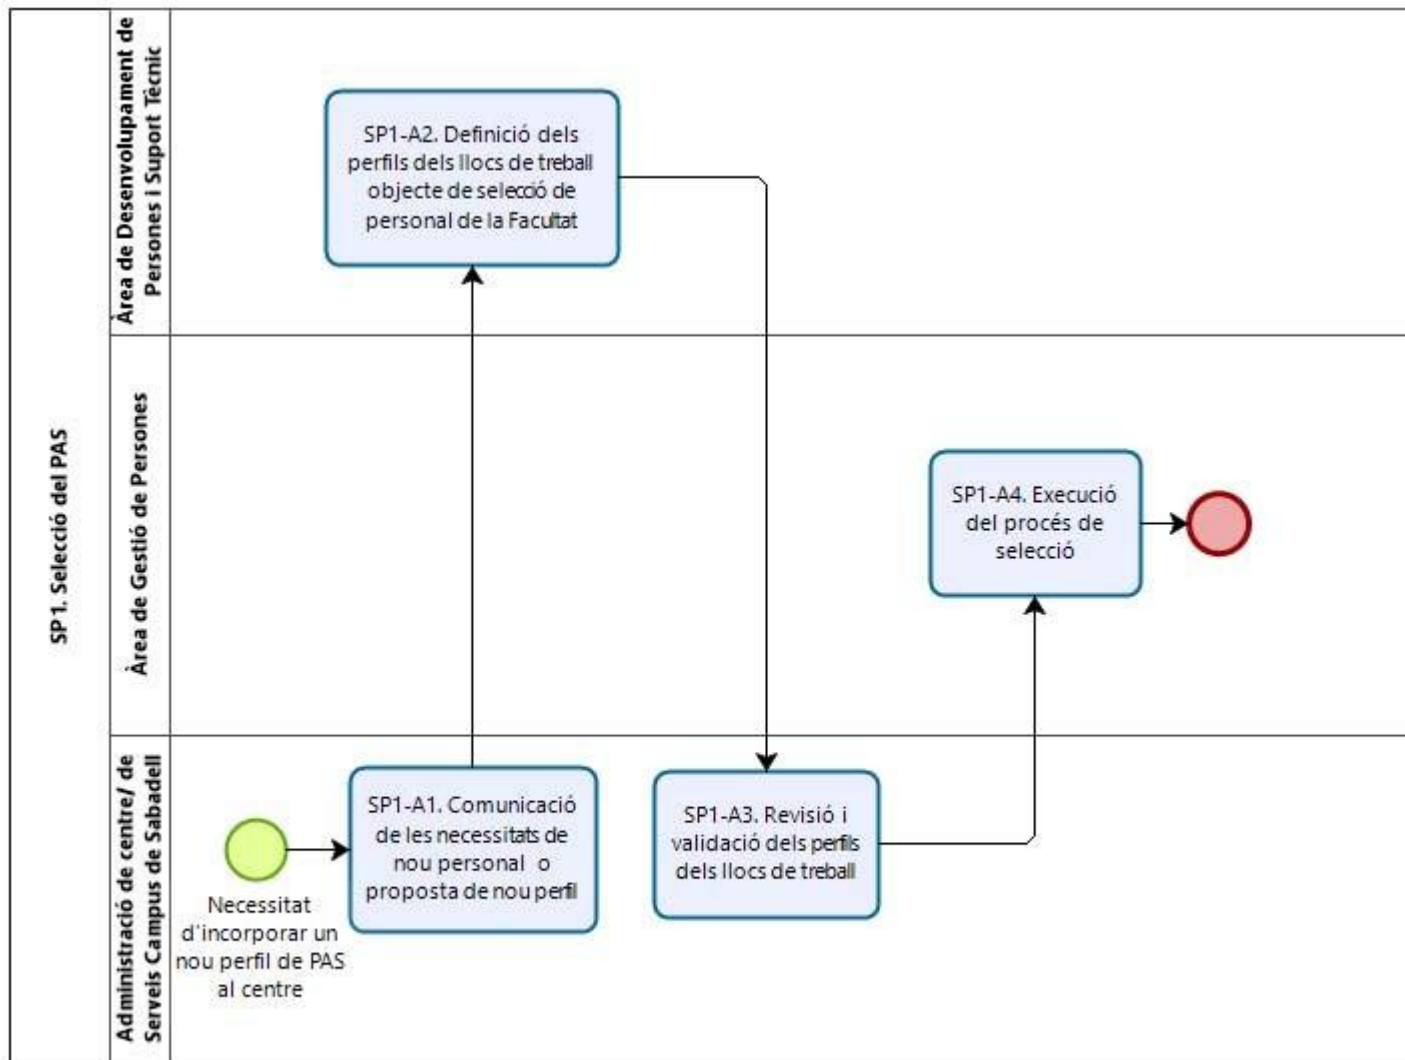 SP1. Selecció del PAS
Àrea de Desenvolupament de
Persones i Suport Tècnic
SP1-A2. Definició dels
perfils dels llocs de treball
objecte de selecció de
personal de la Facultat
Àrea de Gestió de Persones
SP1-A4. Execució
del procés de
selecció
Administració de centre/ de
Serveis Campus de Sabadell
Necessitat
d'incorporar un
nou perfil de PAS
al centre
SP1-A1. Comunicació
de les necessitats de
nou personal o
proposta de nou perfil
SP1-A3. Revisió i
validació dels perfils
dels llocs de treball